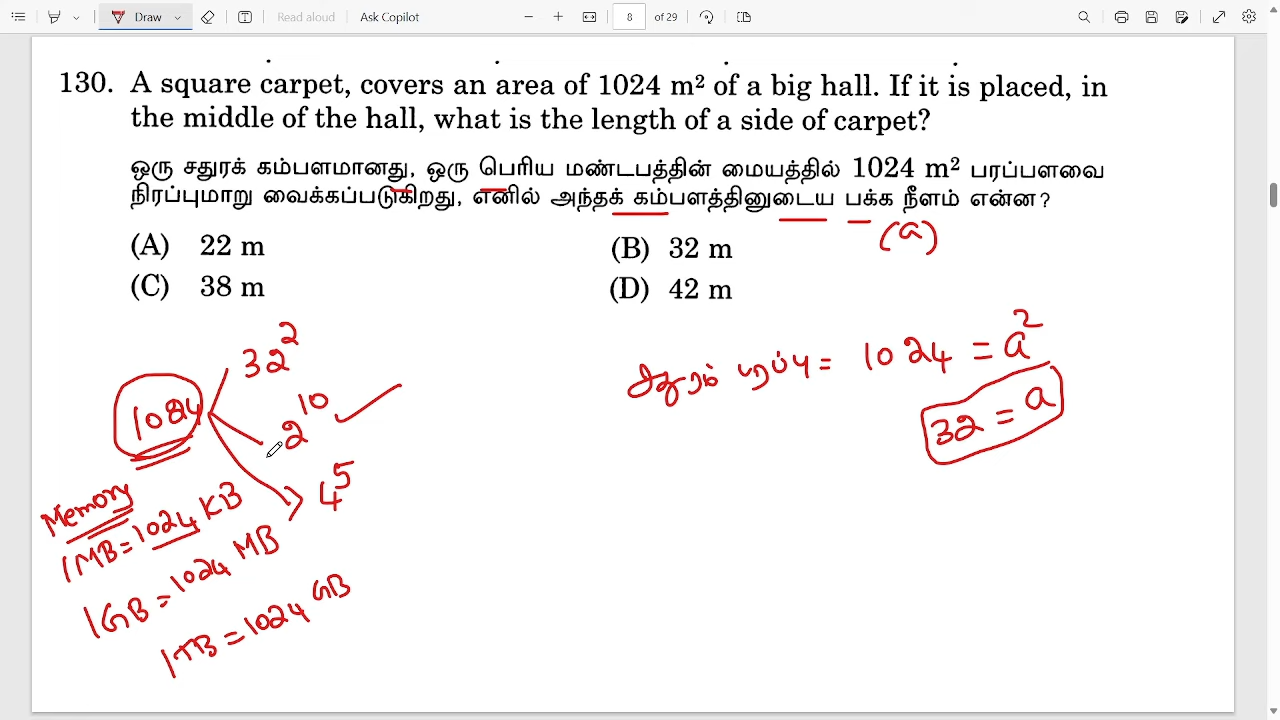 Draw
Read aloud
Ask Copilot
8
of 29
130. A square carpet, covers an area of 1024 m² of a big hall. If it is placed, in
the middle of the hall, what is the length of a side of carpet?
ஒரு சதுரக் கம்பளமானது, ஒரு பெரிய மண்டபத்தின் மையத்தில் 1024 m² பரப்பளவை
நிரப்புமாறு வைக்கப்படுகிறது, எனில் அந்தக் கம்பளத்தினுடைய பக்க நீளம் என்ன?
(a)
(A) 22 m
(B) 32 m
(C) 38 m
(D) 42 m
32²
1024
2¹⁰
4⁵
சதுரம் பரப்பு = 1024 = a²
32 = a
Memory
1MB = 1024 KB
1GB = 1024 MB
1TB = 1024 GB